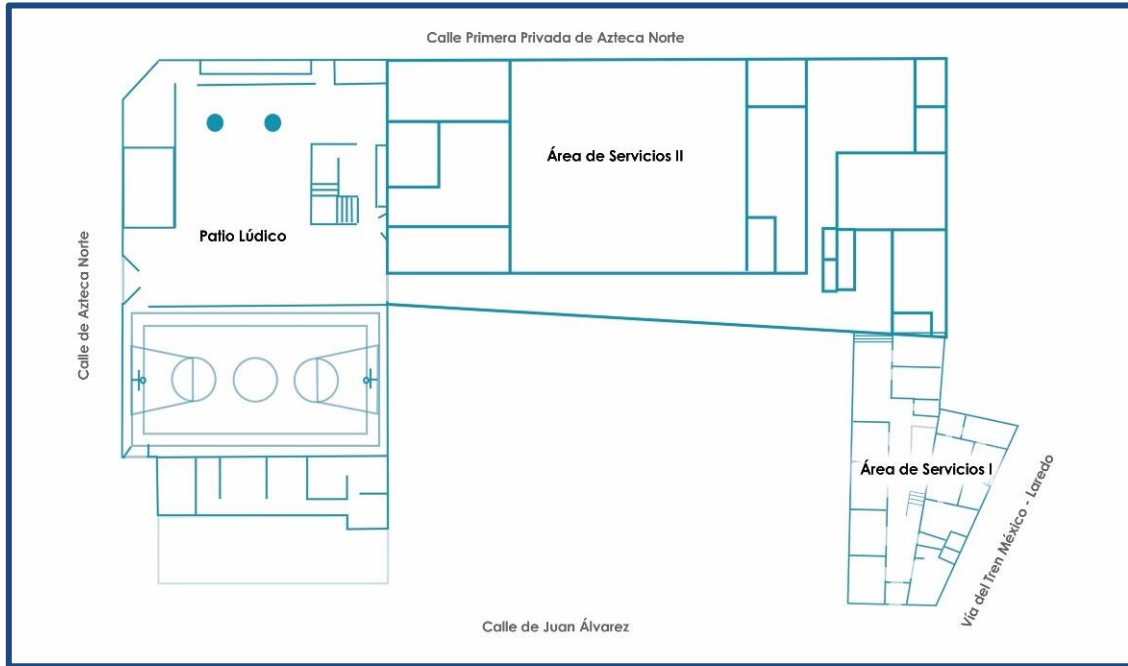 Calle Primera Privada de Azteca Norte
Área de Servicios II
Patio Lúdico
Calle de Azteca Norte
Área de Servicios I
Vía del Tren México - Laredo
Calle de Juan Álvarez